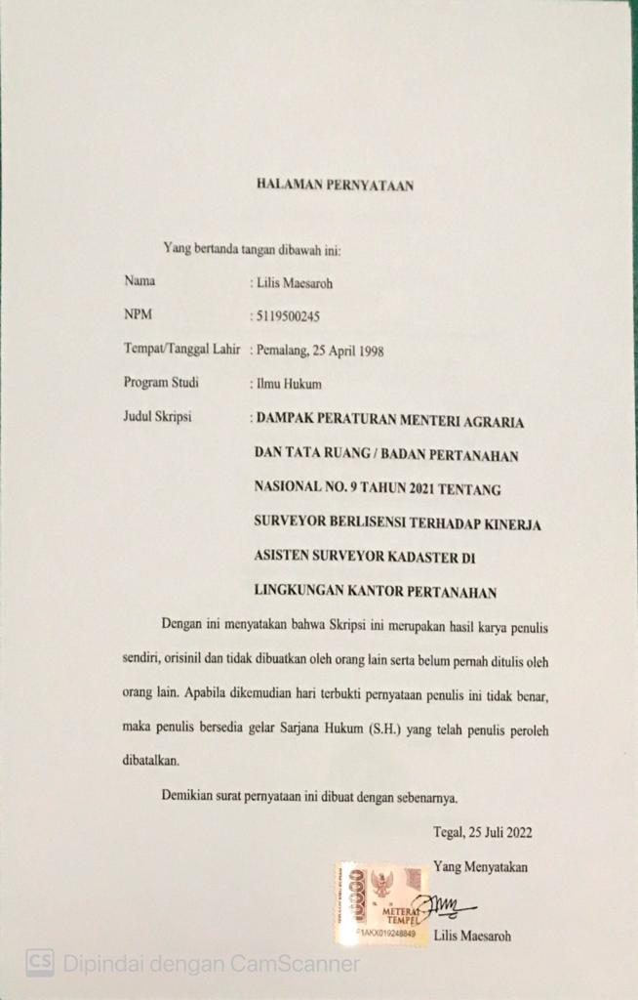 HALAMAN PERNYATAAN
Yang bertanda tangan dibawah ini:
Nama : Lilis Maesaroh
NPM : 5119500245
Tempat/Tanggal Lahir : Pemalang, 25 April 1998
Program Studi : Ilmu Hukum
Judul Skripsi : DAMPAK PERATURAN MENTERI AGRARIA
DAN TATA RUANG / BADAN PERTANAHAN
NASIONAL NO. 9 TAHUN 2021 TENTANG
SURVEYOR BERLISENSI TERHADAP KINERJA
ASISTEN SURVEYOR KADASTER DI
LINGKUNGAN KANTOR PERTANAHAN
Dengan ini menyatakan bahwa Skripsi ini merupakan hasil karya penulis
sendiri, orisinil dan tidak dibuatkan oleh orang lain serta belum pernah ditulis oleh
orang lain. Apabila dikemudian hari terbukti pernyataan penulis ini tidak benar,
maka penulis bersedia gelar Sarjana Hukum (S.H.) yang telah penulis peroleh
dibatalkan.
Demikian surat pernyataan ini dibuat dengan sebenarnya.
Tegal, 25 Juli 2022
Yang Menyatakan
10000
METERAI
TEMPEL
F1AKX019248849
Lilis Maesaroh
CS Dipindai dengan CamScanner